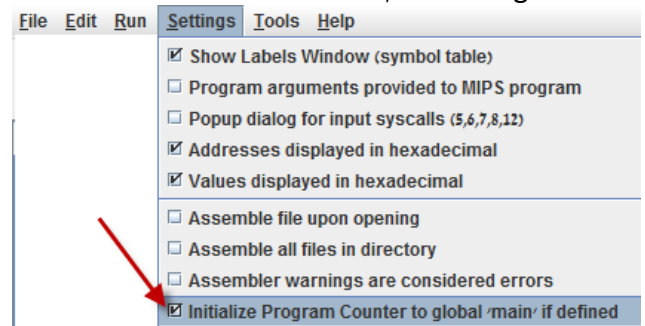 File Edit Run Settings Tools Help
Show Labels Window (symbol table)
Program arguments provided to MIPS program
Popup dialog for input syscalls (5,6,7,8,12)
Addresses displayed in hexadecimal
Values displayed in hexadecimal
Assemble file upon opening
Assemble all files in directory
Assembler warnings are considered errors
Initialize Program Counter to global 'main' if defined